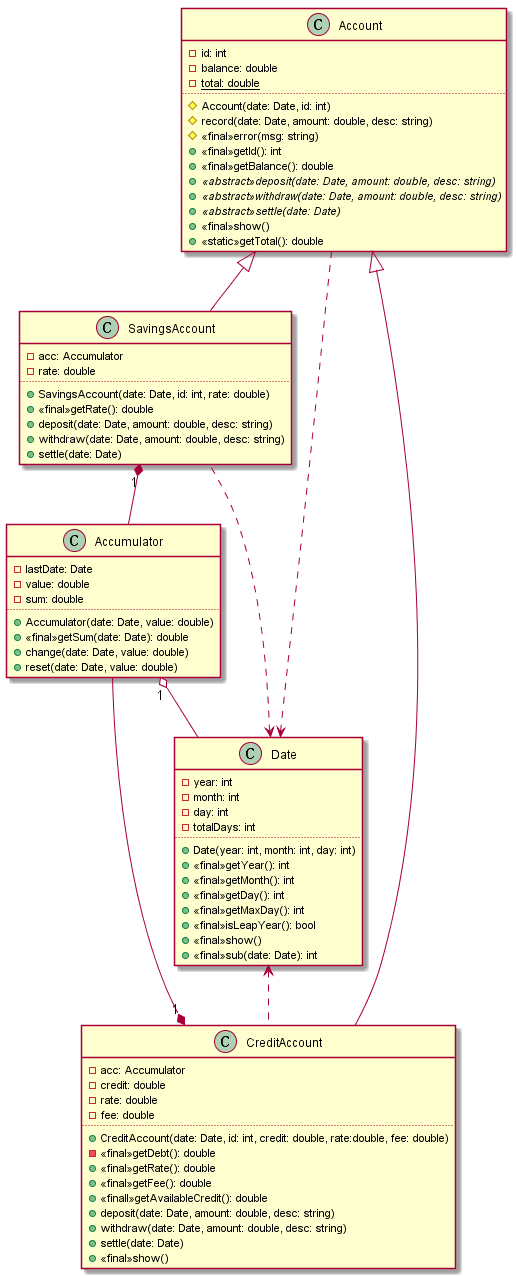 C Account
id: int
balance: double
total: double
Account(date: Date, id: int)
record(date: Date, amount: double, desc: string)
«final»error(msg: string)
«final»getId(): int
«final»getBalance(): double
«abstract»deposit(date: Date, amount: double, desc: string)
«abstract»withdraw(date: Date, amount: double, desc: string)
«abstract»settle(date: Date)
«final»show()
«static»getTotal(): double
C SavingsAccount
acc: Accumulator
rate: double
SavingsAccount(date: Date, id: int, rate: double)
«final»getRate(): double
deposit(date: Date, amount: double, desc: string)
withdraw(date: Date, amount: double, desc: string)
settle(date: Date)
1
C Accumulator
lastDate: Date
value: double
sum: double
Accumulator(date: Date, value: double)
«final»getSum(date: Date): double
change(date: Date, value: double)
reset(date: Date, value: double)
1
C Date
year: int
month: int
day: int
totalDays: int
Date(year: int, month: int, day: int)
«final»getYear(): int
«final»getMonth(): int
«final»getDay(): int
«final»getMaxDay(): int
«final»isLeapYear(): bool
«final»show()
«final»sub(date: Date): int
1
C CreditAccount
acc: Accumulator
credit: double
rate: double
fee: double
CreditAccount(date: Date, id: int, credit: double, rate:double, fee: double)
«final»getDebt(): double
«final»getRate(): double
«final»getFee(): double
«finall»getAvailableCredit(): double
deposit(date: Date, amount: double, desc: string)
withdraw(date: Date, amount: double, desc: string)
settle(date: Date)
«final»show()